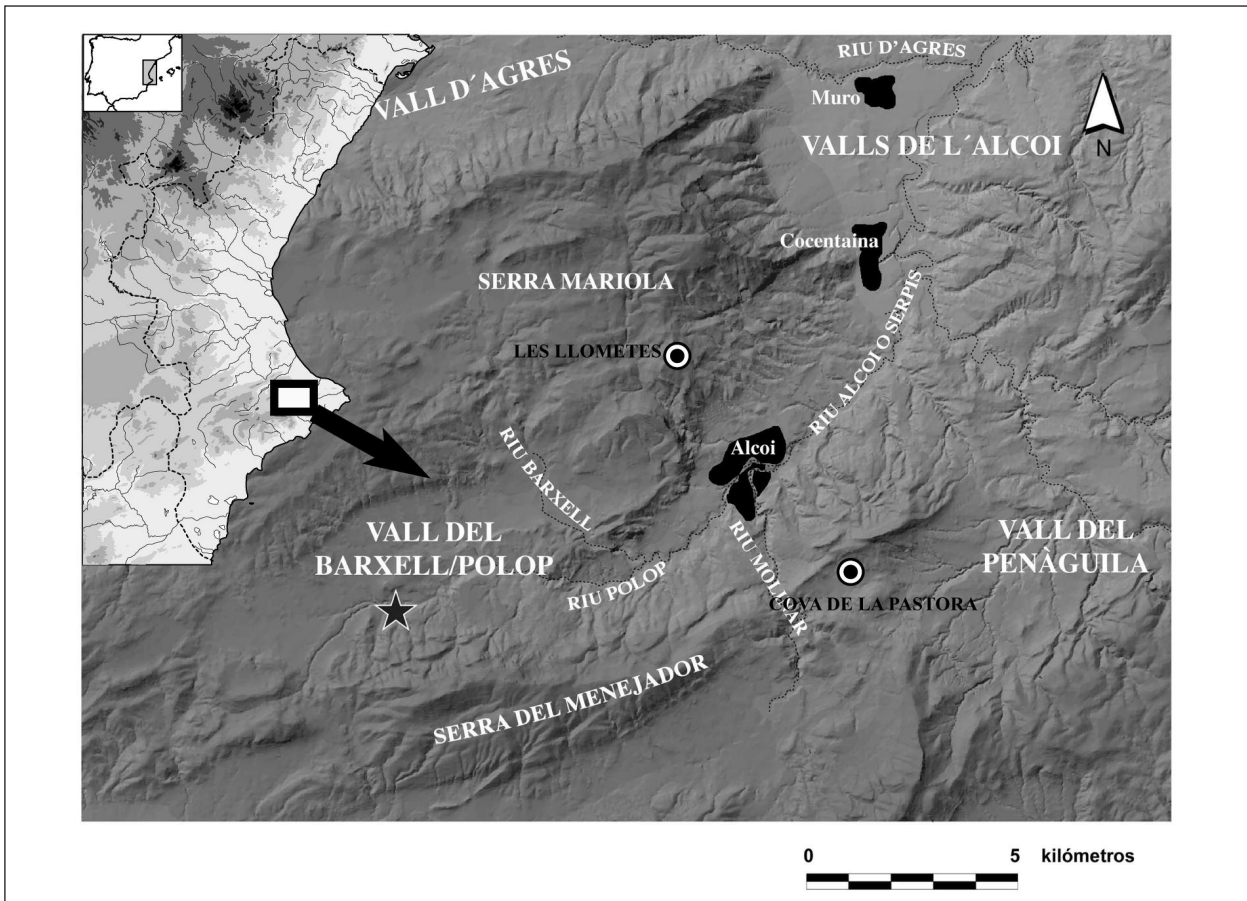 RIU D'AGRES
VALL D´AGRES
Muro
VALLS DE L´ALCOI
N
Cocentaina
SERRA MARIOLA
LES LLOMETES
RIU ALCOI O SERPIS
Alcoi
RIU BARXELL
VALL DEL
BARXELL/POLOP
RIU POLOP
RIU MOLINAR
VALL DEL
PENÀGUILA
COVA DE LA PASTORA
SERRA DEL MENEJADOR
0 5 kilómetros